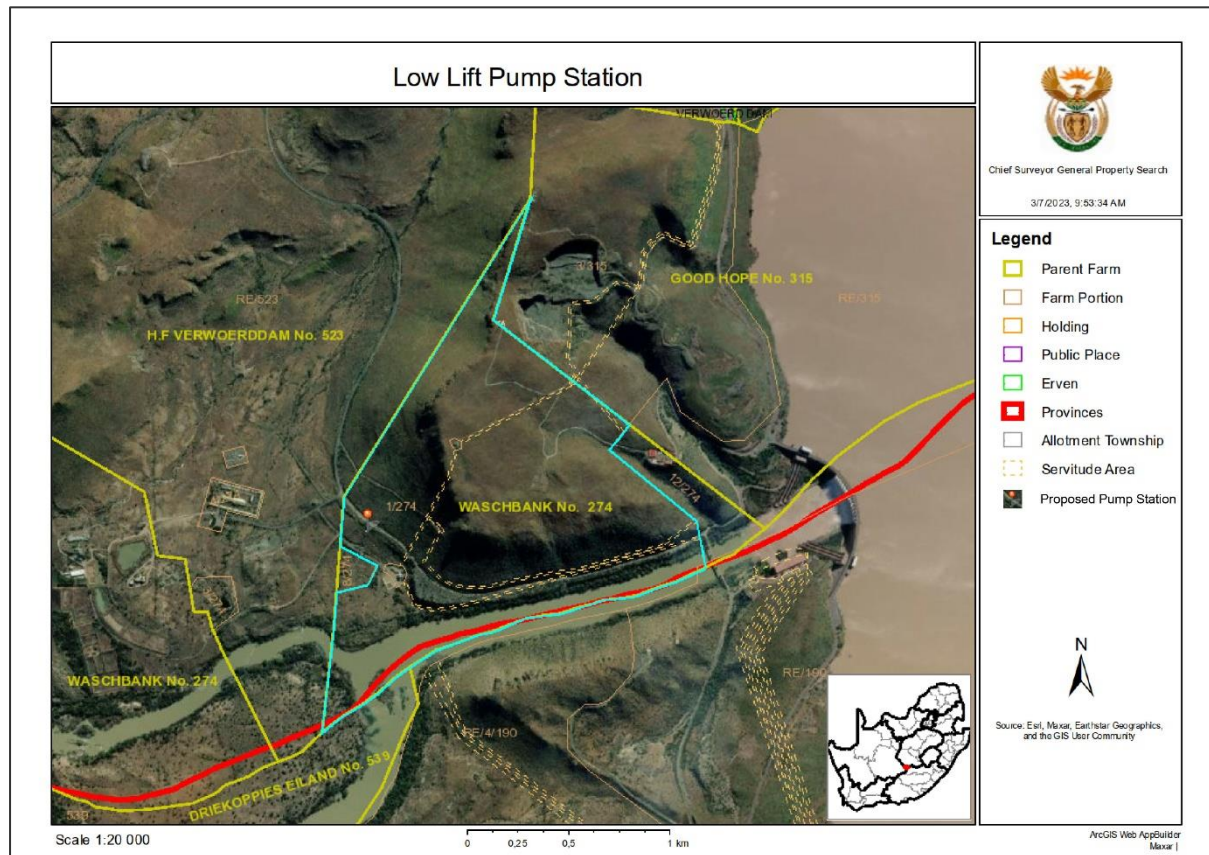 Low Lift Pump Station
VERWOERD DAM
3/315
GOOD HOPE No. 315
RE/523
RE/315
H.F VERWOERDDAM No. 523
12/274
WASCHBANK No. 274
1/274
WASCHBANK No. 274
RE/190
RE/4/190
DRIEKOPPIES EILAND No. 539
Scale 1:20 000
0 0,25 0,5 1 km
Chief Surveyor General Property Search
3/7/2023, 9:53:34 AM
Legend
Parent Farm
Farm Portion
Holding
Public Place
Erven
Provinces
Allotment Township
Servitude Area
Proposed Pump Station
N
Source: Esri, Maxar, Earthstar Geographics,
and the GIS User Community
ArcGIS Web AppBuilder
Maxar |